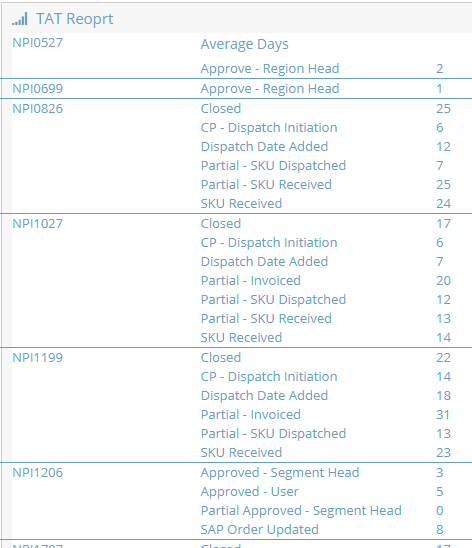 TAT Reoprt
NPI0527 Average Days
Approve - Region Head 2
NPI0699 Approve - Region Head 1
NPI0826 Closed 25
CP - Dispatch Initiation 6
Dispatch Date Added 12
Partial - SKU Dispatched 7
Partial - SKU Received 25
SKU Received 24
NPI1027 Closed 17
CP - Dispatch Initiation 6
Dispatch Date Added 7
Partial - Invoiced 20
Partial - SKU Dispatched 12
Partial - SKU Received 13
SKU Received 14
NPI1199 Closed 22
CP - Dispatch Initiation 14
Dispatch Date Added 18
Partial - Invoiced 31
Partial - SKU Dispatched 13
SKU Received 23
NPI1206 Approved - Segment Head 3
Approved - User 5
Partial Approved - Segment Head 0
SAP Order Updated 8
Closed 17